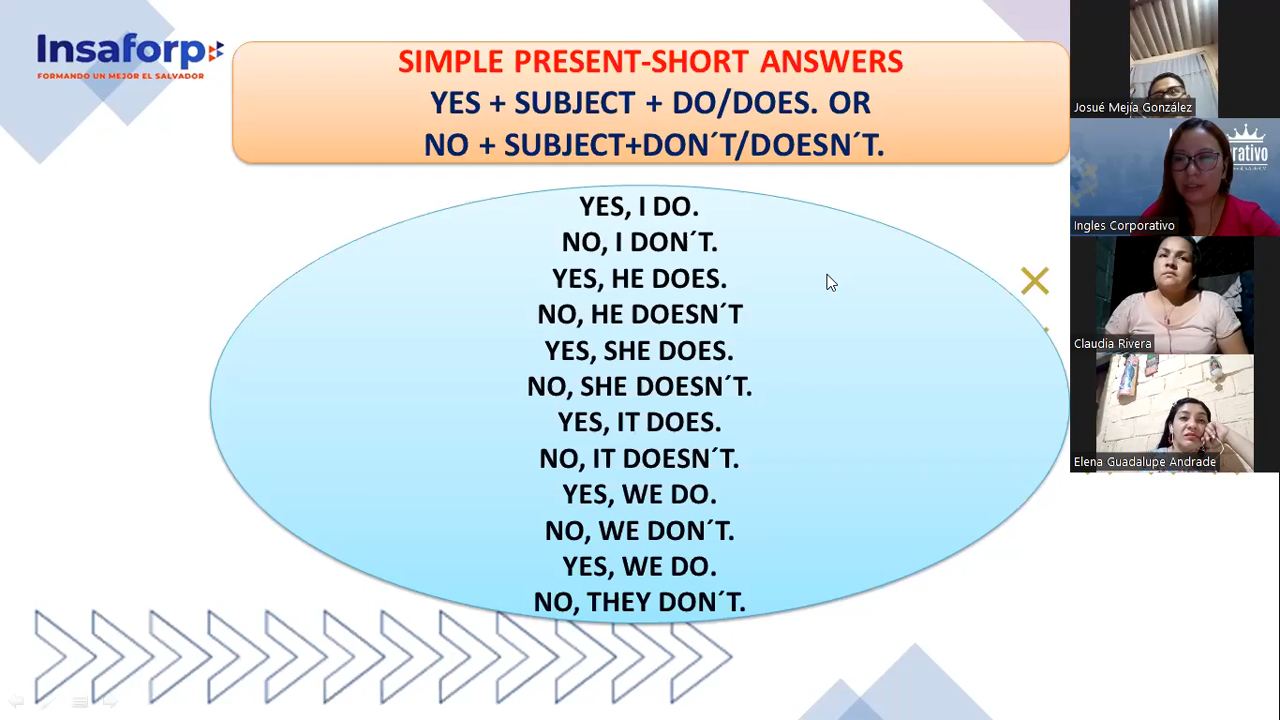 Insaforp
FORMANDO UN MEJOR EL SALVADOR
SIMPLE PRESENT-SHORT ANSWERS
YES + SUBJECT + DO/DOES. OR
NO + SUBJECT+DON´T/DOESN´T.
YES, I DO.
NO, I DON´T.
YES, HE DOES.
NO, HE DOESN´T
YES, SHE DOES.
NO, SHE DOESN´T.
YES, IT DOES.
NO, IT DOESN´T.
YES, WE DO.
NO, WE DON´T.
YES, WE DO.
NO, THEY DON´T.
Josué Mejía González
Ingles Corporativo
Claudia Rivera
Elena Guadalupe Andrade